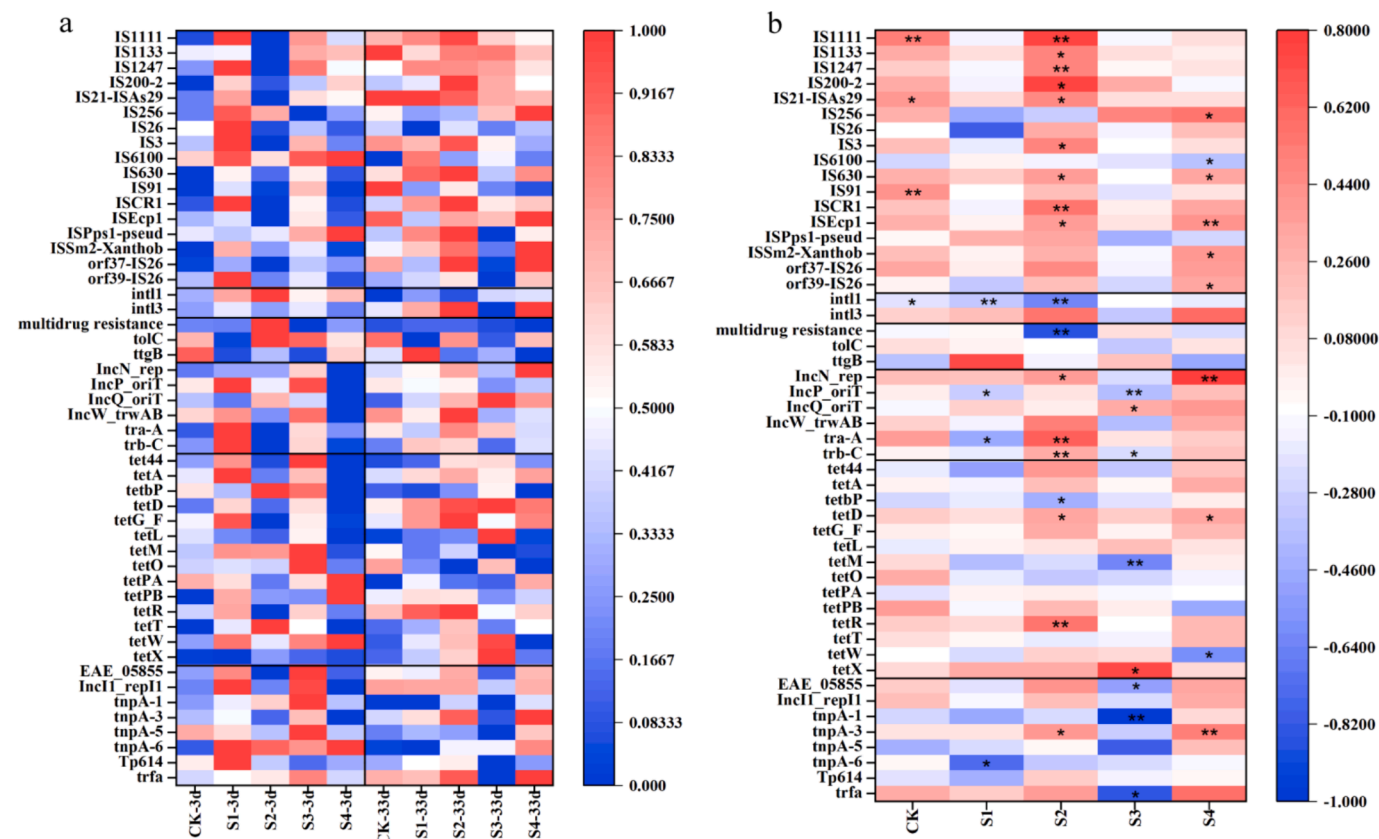 a
IS1111
IS1133
IS1247
IS200-2
IS21-ISAs29
IS256
IS26
IS3
IS6100
IS630
IS91
ISCR1
ISEcp1
ISPps1-pseud
ISSm2-Xanthob
orf37-IS26
orf39-IS26
intl1
intl3
multidrug resistance
tolC
ttgB
IncN_rep
IncP_oriT
IncQ_oriT
IncW_trwAB
tra-A
trb-C
tet44
tetA
tetbP
tetD
tetG_F
tetL
tetM
tetO
tetPA
tetPB
tetR
tetT
tetW
tetX
EAE_05855
IncI1_repI1
tnpA-1
tnpA-3
tnpA-5
tnpA-6
Tp614
trfa
CK-3d
S1-3d
S2-3d
S3-3d
S4-3d
CK-33d
S1-33d
S2-33d
S3-33d
S4-33d
1.000
0.9167
0.8333
0.7500
0.6667
0.5833
0.5000
0.4167
0.3333
0.2500
0.1667
0.08333
0.000
b
IS1111 ** **
IS1133 *
IS1247 **
IS200-2 *
IS21-ISAs29 * *
IS256 *
IS26
IS3 *
IS6100 *
IS630 * *
IS91 **
ISCR1 **
ISEcp1 * **
ISPps1-pseud
ISSm2-Xanthob *
orf37-IS26
orf39-IS26 *
intl1 * ** **
intl3
multidrug resistance **
tolC
ttgB
IncN_rep * **
IncP_oriT * **
IncQ_oriT *
IncW_trwAB
tra-A * **
trb-C ** *
tet44
tetA
tetbP *
tetD * *
tetG_F
tetL
tetM **
tetO
tetPA
tetPB
tetR **
tetT
tetW *
tetX *
EAE_05855 *
IncI1_repI1
tnpA-1 **
tnpA-3 * **
tnpA-5
tnpA-6 *
Tp614
trfa *
CK
S1
S2
S3
S4
0.8000
0.6200
0.4400
0.2600
0.08000
-0.1000
-0.2800
-0.4600
-0.6400
-0.8200
-1.000